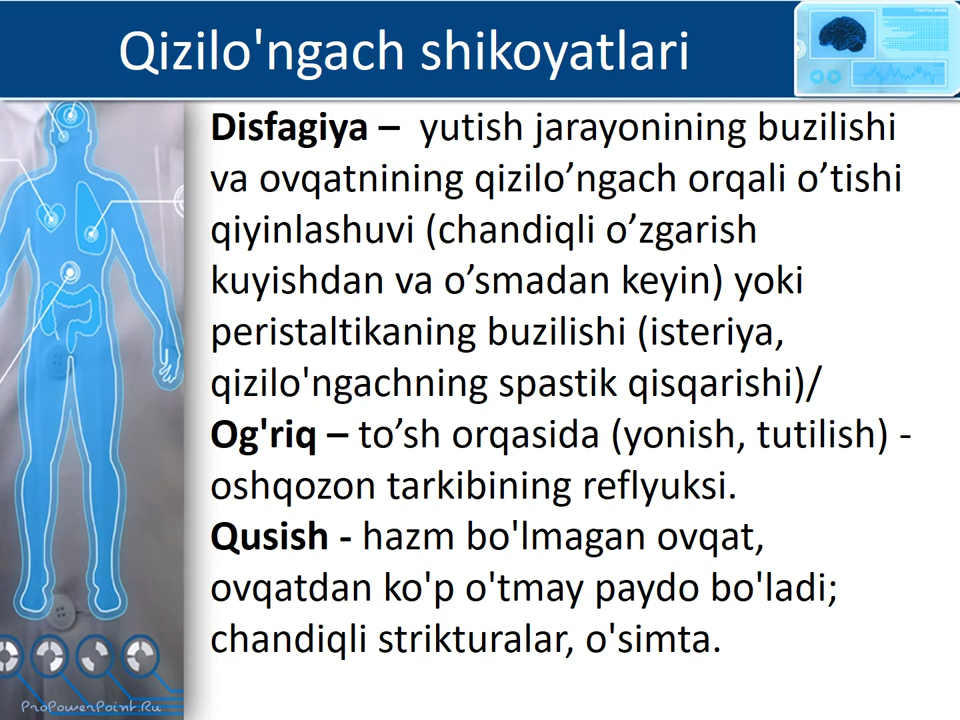 Qizilo'ngach shikoyatlari
Disfagiya – yutish jarayonining buzilishi
va ovqatnining qizilo’ngach orqali o’tishi
qiyinlashuvi (chandiqli o’zgarish
kuyishdan va o’smadan keyin) yoki
peristaltikaning buzilishi (isteriya,
qizilo'ngachning spastik qisqarishi)/
Og'riq – to’sh orqasida (yonish, tutilish) -
oshqozon tarkibining reflyuksi.
Qusish - hazm bo'lmagan ovqat,
ovqatdan ko'p o'tmay paydo bo'ladi;
chandiqli strikturalar, o'simta.
ProPowerPoint.Ru